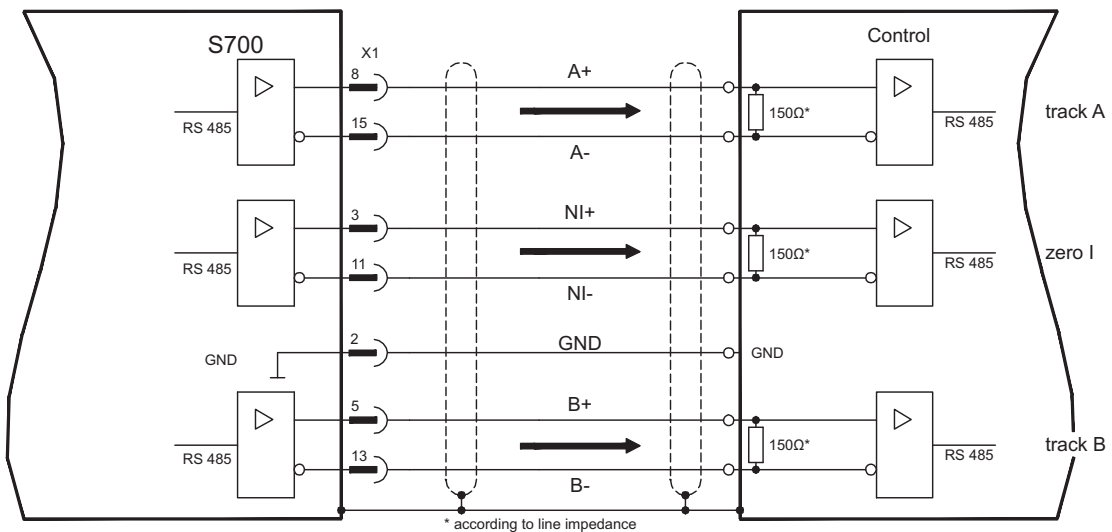 S700
X1
Control
8
A+
RS 485
150Ω*
RS 485
track A
15
A-
3
NI+
RS 485
150Ω*
RS 485
zero I
11
NI-
GND
2
GND
GND
5
B+
RS 485
150Ω*
RS 485
track B
13
B-
* according to line impedance